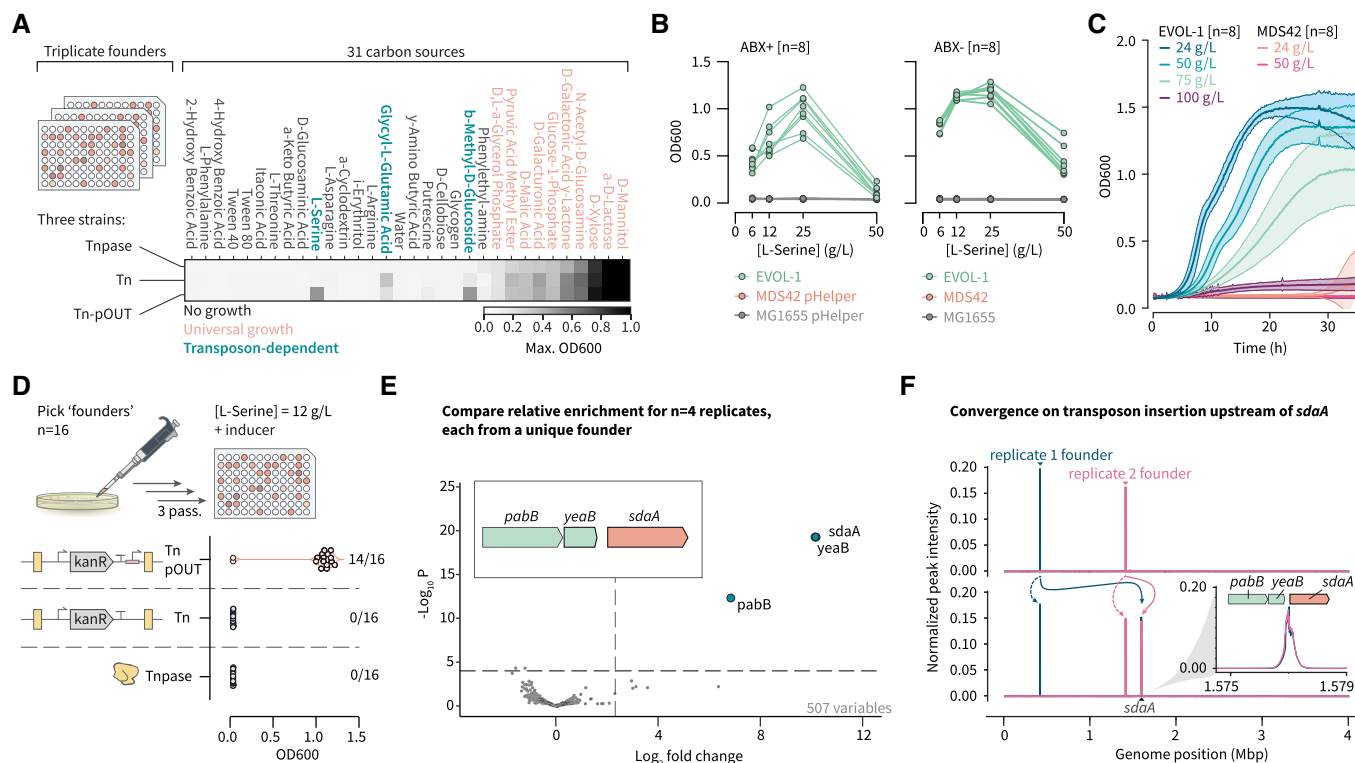 A
Triplicate founders
31 carbon sources
2-Hydroxy Benzoic Acid
L-Phenylalanine
4-Hydroxy Benzoic Acid
Tween 40
Tween 80
Itaconic Acid
L-Threonine
a-Keto Butyric Acid
D-Glucosaminic Acid
L-Serine
L-Asparagine
a-Cyclodextrin
i-Erythritol
L-Arginine
Glycyl-L-Glutamic Acid
Water
y-Amino Butyric Acid
Putrescine
D-Cellobiose
Glycogen
b-Methyl-D-Glucoside
Phenylethyl-amine
D,L-a-Glycerol Phosphate
Pyruvic Acid Methyl Ester
D-Malic Acid
D-Galacturonic Acid
Glucose-1-Phosphate
D-Galactonic Acid y-Lactone
N-Acetyl-D-Glucosamine
D-Xylose
a-D-Lactose
D-Mannitol
Three strains:
Tnpase
Tn
Tn-pOUT
No growth
Universal growth
Transposon-dependent
0.0 0.2 0.4 0.6 0.8 1.0
Max. OD600
B
ABX+ [n=8]
ABX- [n=8]
1.5
1.0
0.5
0.0
OD600
0 6 12 25 50
0 6 12 25 50
[L-Serine] (g/L)
[L-Serine] (g/L)
EVOL-1
MDS42 pHelper
MG1655 pHelper
EVOL-1
MDS42
MG1655
C
EVOL-1 [n=8]
24 g/L
50 g/L
75 g/L
100 g/L
MDS42 [n=8]
24 g/L
50 g/L
2.0
1.5
1.0
0.5
0.0
OD600
0 10 20 30
Time (h)
D
Pick ‘founders’
n=16
[L-Serine] = 12 g/L
+ inducer
3 pass.
kanR
Tn
pOUT
14/16
kanR
Tn
0/16
Tnpase
0/16
0.0 0.5 1.0 1.5
OD600
E
Compare relative enrichment for n=4 replicates,
each from a unique founder
25
20
15
10
5
0
- Log10 P
pabB yeaB sdaA
sdaA
yeaB
pabB
507 variables
0 4 8 12
Log2 fold change
F
Convergence on transposon insertion upstream of sdaA
replicate 1 founder
replicate 2 founder
0.20
0.15
0.10
0.05
0.00
0.20
0.15
0.10
0.05
0.00
Normalized peak intensity
0.20
0.00
pabB yeaB sdaA
1.575 1.579
sdaA
0 1 2 3 4
Genome position (Mbp)